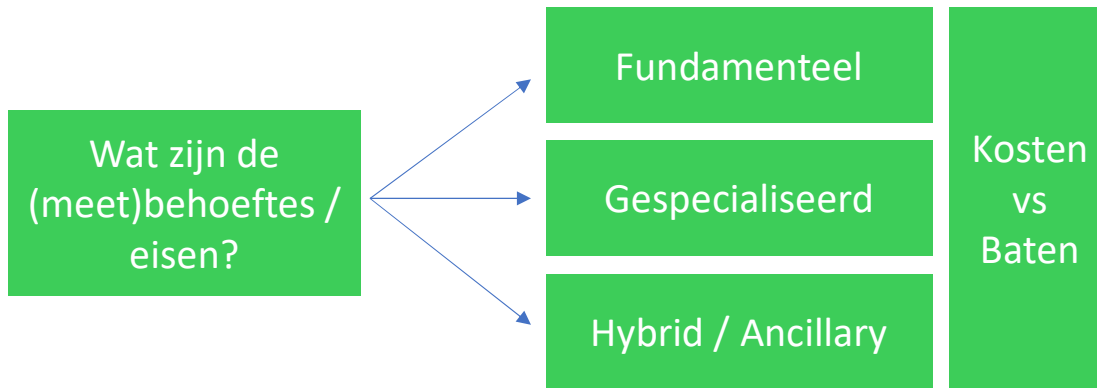 Wat zijn de
(meet)behoeftes /
eisen?
Fundamenteel
Gespecialiseerd
Hybrid / Ancillary
Kosten
vs
Baten